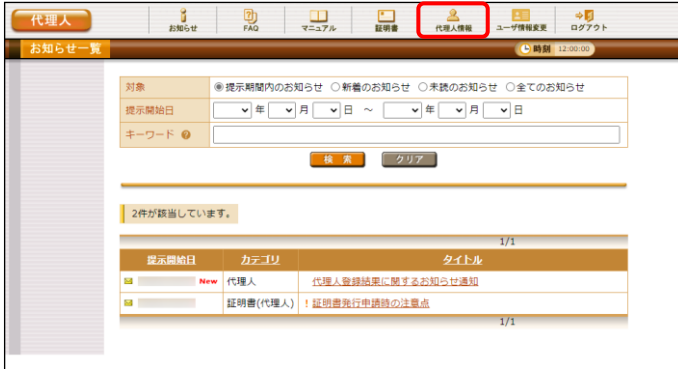 代理人 お知らせ FAQ マニュアル 証明書 代理人情報 ユーザ情報変更 ログアウト
お知らせ一覧 時刻 12:00:00
対象 提示期間内のお知らせ 新着のお知らせ 未読のお知らせ 全てのお知らせ
提示開始日 年 月 日 ～ 年 月 日
キーワード ?
検 索 クリア
2件が該当しています。
1/1
提示開始日 カテゴリ タイトル
New 代理人 代理人登録結果に関するお知らせ通知
証明書(代理人) ! 証明書発行申請時の注意点
1/1